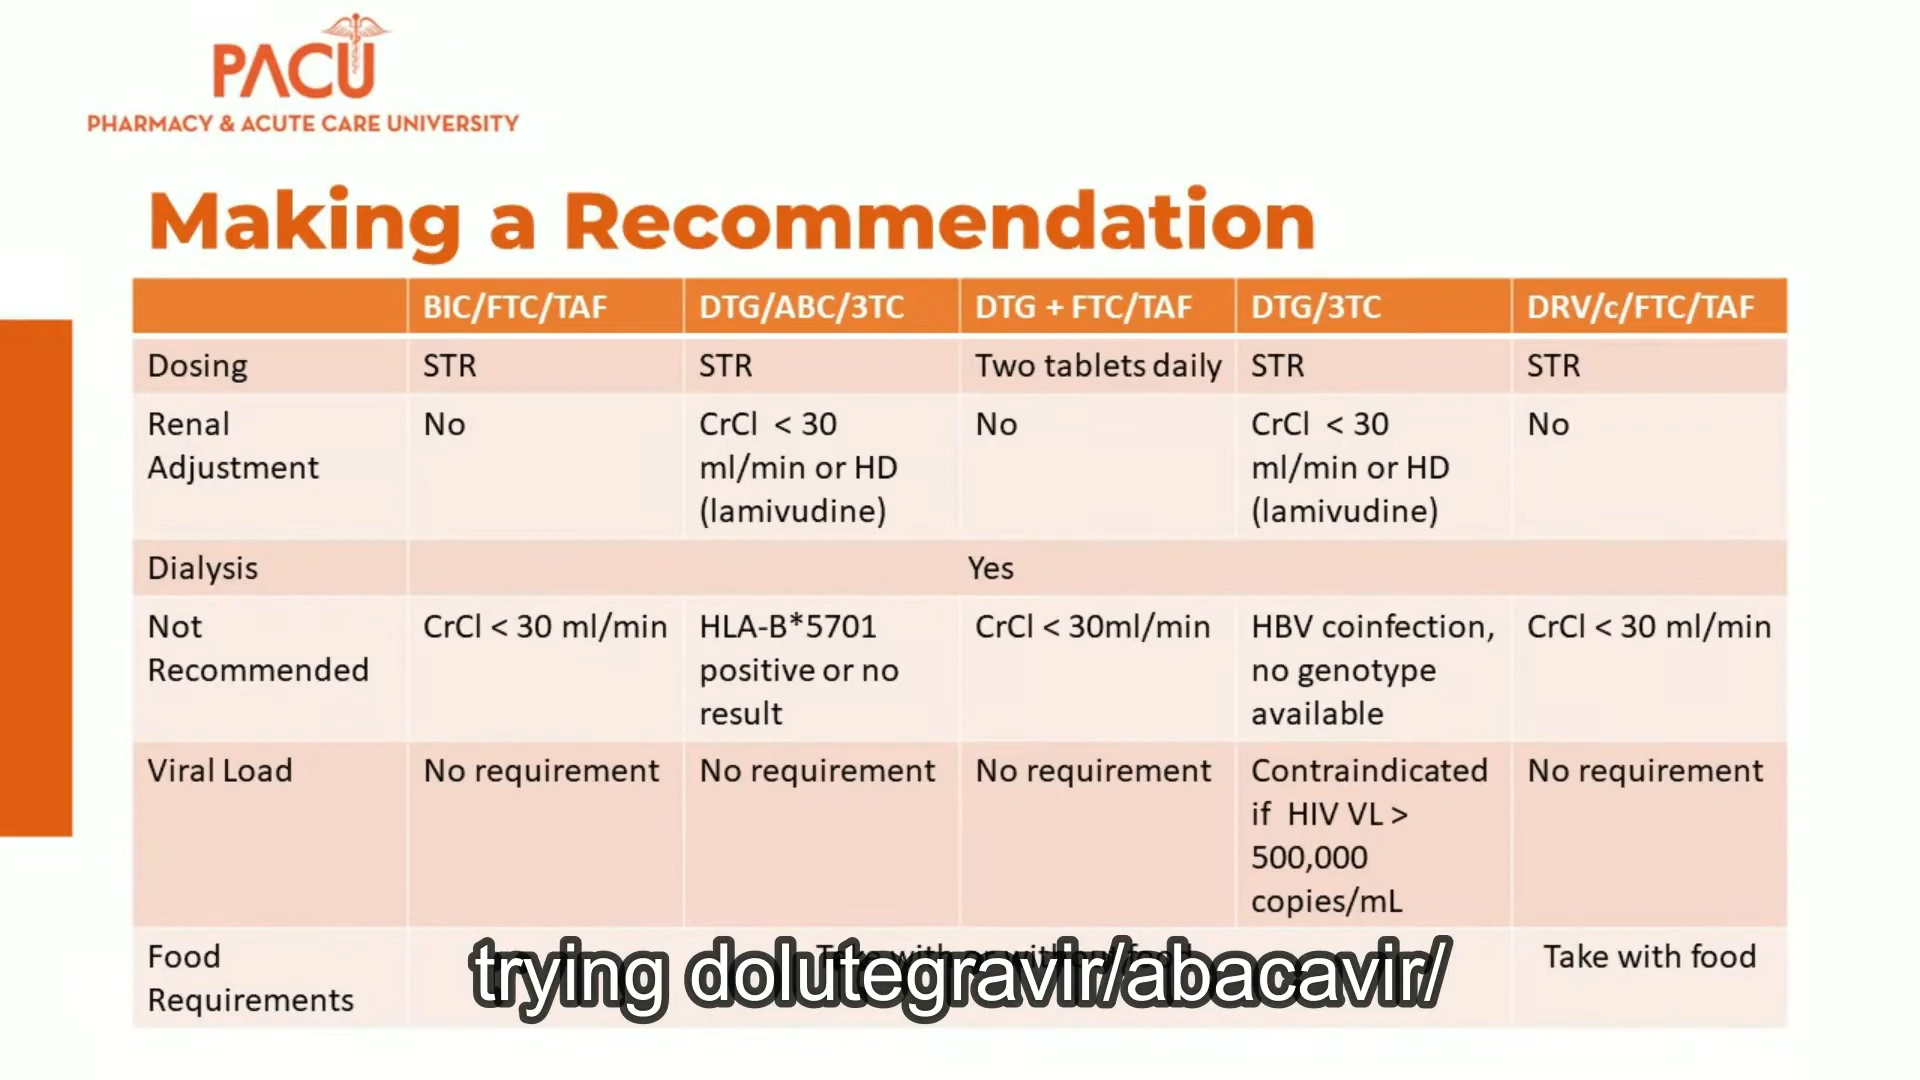 PACU
PHARMACY & ACUTE CARE UNIVERSITY
Making a Recommendation
BIC/FTC/TAF DTG/ABC/3TC DTG + FTC/TAF DTG/3TC DRV/c/FTC/TAF
Dosing STR STR Two tablets daily STR STR
Renal No CrCl < 30 No CrCl < 30 No
Adjustment ml/min or HD ml/min or HD
(lamivudine) (lamivudine)
Dialysis Yes
Not CrCl < 30 ml/min HLA-B*5701 CrCl < 30ml/min HBV coinfection, CrCl < 30 ml/min
Recommended positive or no no genotype
result available
Viral Load No requirement No requirement No requirement Contraindicated No requirement
if HIV VL >
500,000
copies/mL
Food Take with or without food Take with food
Requirements
trying dolutegravir/abacavir/